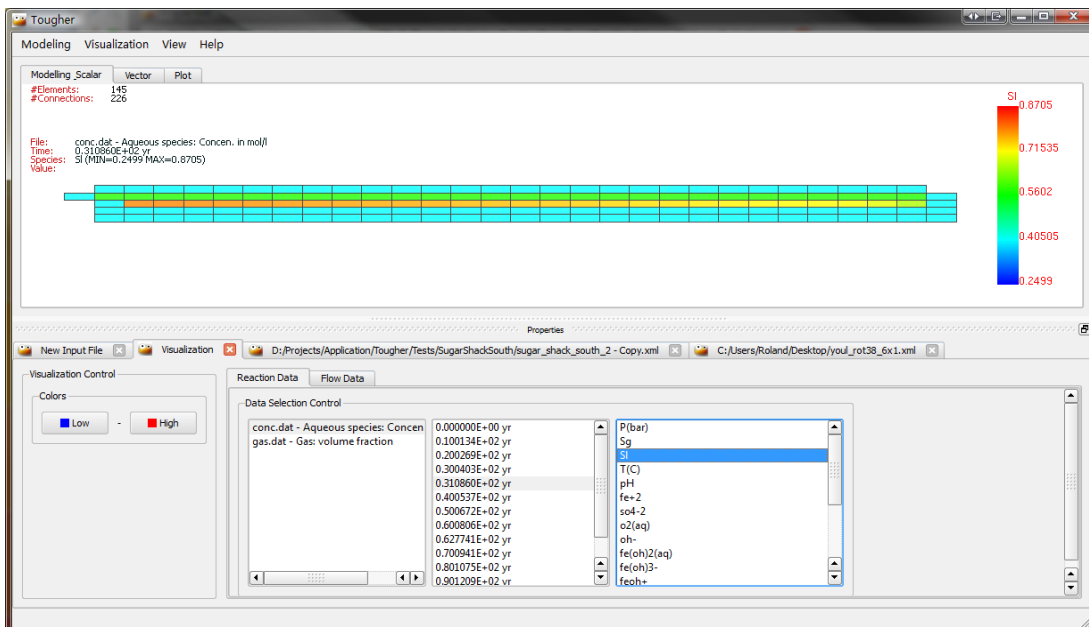 Tougher
Modeling Visualization View Help
Modelling_Scalar Vector Plot
#Elements: 145
#Connections: 226
File: conc.dat - Aqueous species: Concen. in mol/l
Time: 0.310860E+02 yr
Species: Sl (MIN=0.2499 MAX=0.8705)
Value:
Sl
0.8705
0.71535
0.5602
0.40505
0.2499
Properties
New Input File Visualization D:/Projects/Application/Tougher/Tests/SugarShackSouth/sugar_shack_south_2 - Copy.xml C:/Users/Roland/Desktop/youl_rot38_6x1.xml
Visualization Control
Colors
Low - High
Reaction Data Flow Data
Data Selection Control
conc.dat - Aqueous species: Concen
gas.dat - Gas: volume fraction
0.000000E+00 yr
0.100134E+02 yr
0.200269E+02 yr
0.300403E+02 yr
0.310860E+02 yr
0.400537E+02 yr
0.500672E+02 yr
0.600806E+02 yr
0.627741E+02 yr
0.700941E+02 yr
0.801075E+02 yr
0.901209E+02 yr
P(bar)
Sg
Sl
T(C)
pH
fe+2
so4-2
o2(aq)
oh-
fe(oh)2(aq)
fe(oh)3-
feoh+